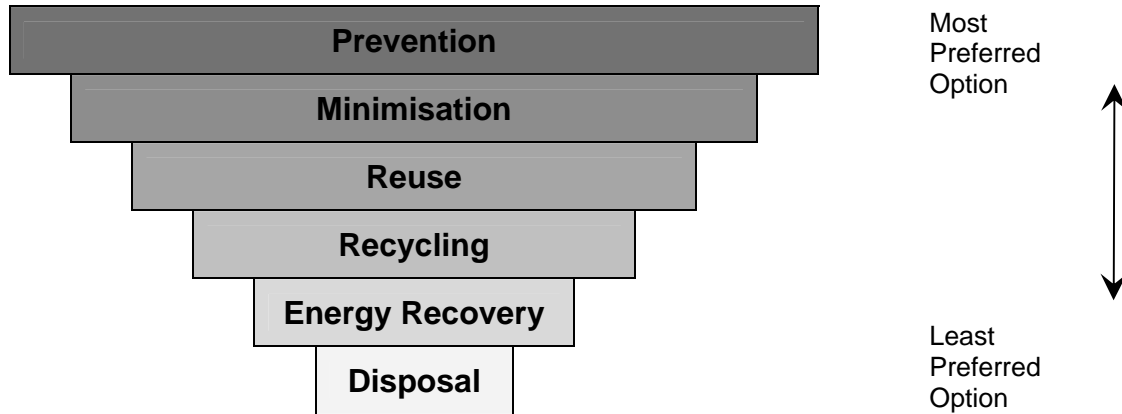 Prevention
Minimisation
Reuse
Recycling
Energy Recovery
Disposal
Most
Preferred
Option
Least
Preferred
Option